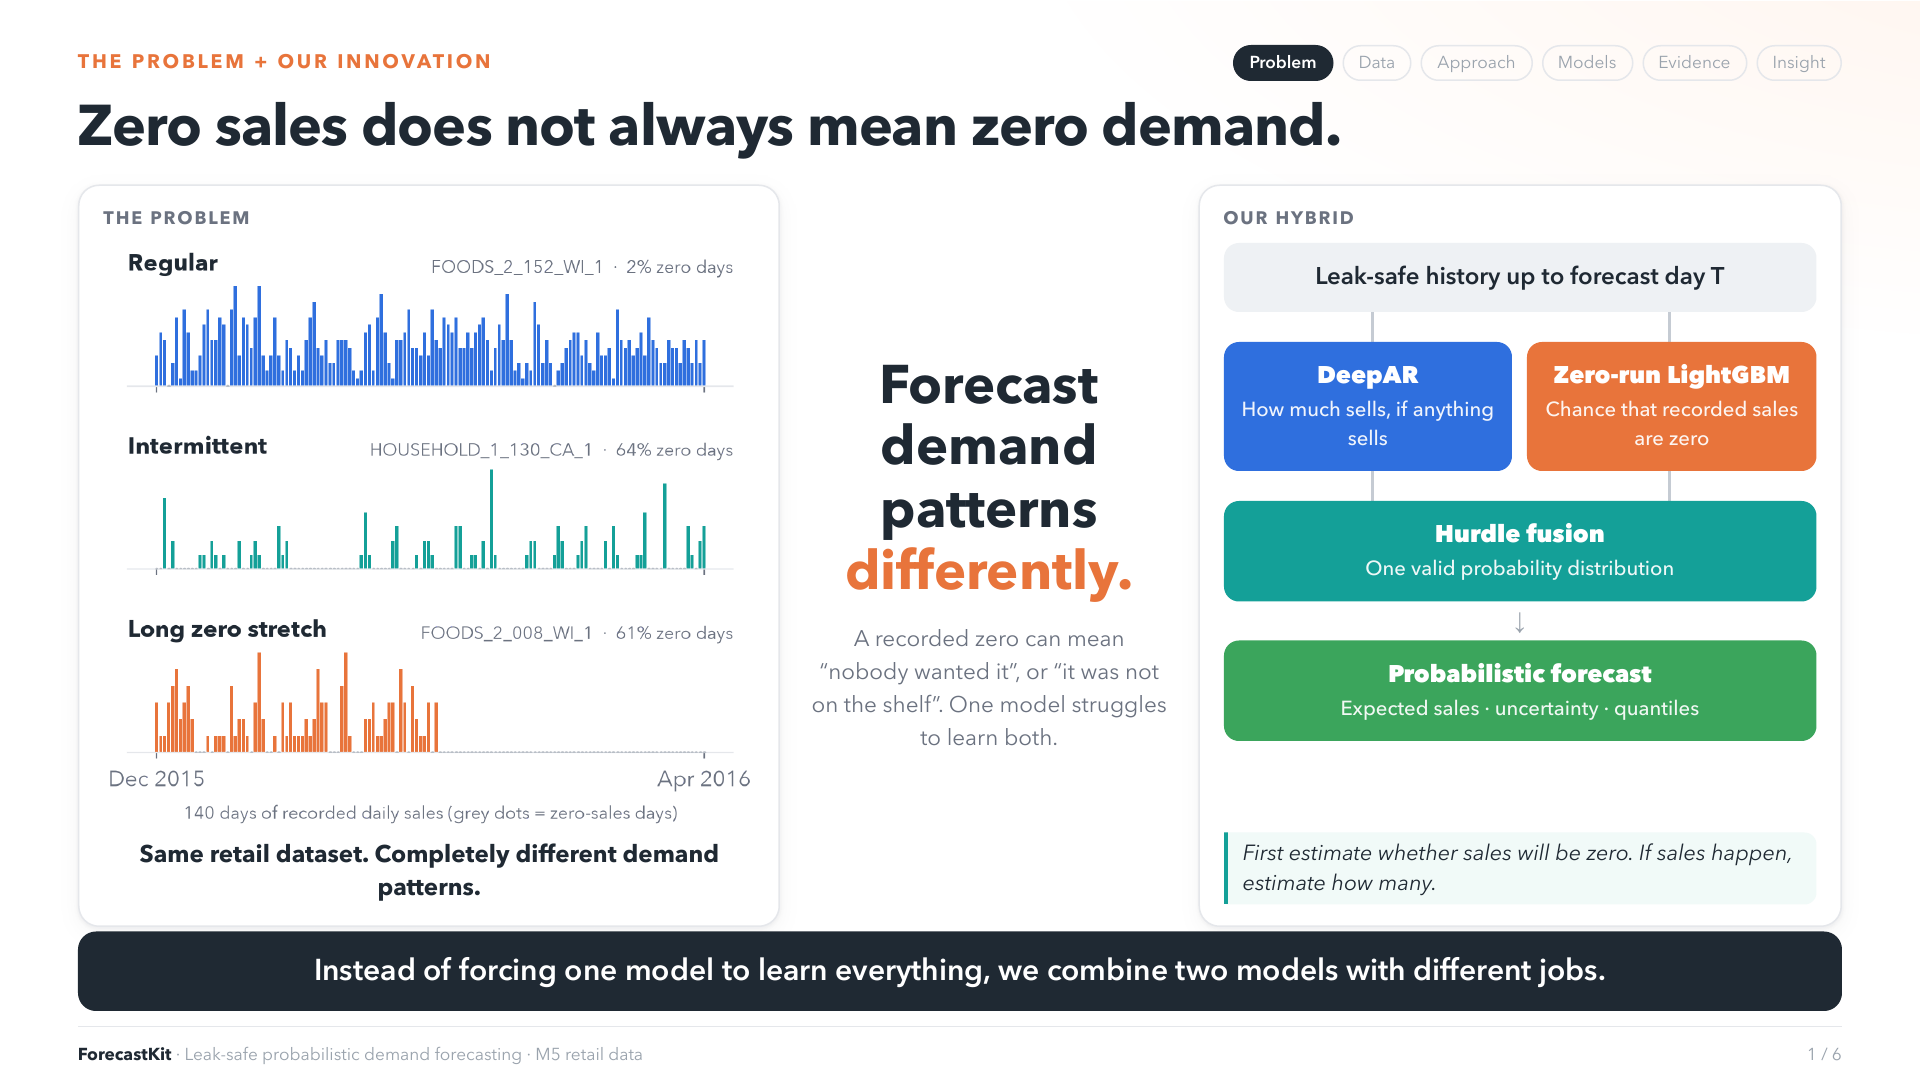 THE PROBLEM + OUR INNOVATION
Problem
Data
Approach
Models
Evidence
Insight
Zero sales does not always mean zero demand.
THE PROBLEM
Regular
FOODS_2_152_WI_1 · 2% zero days
Intermittent
HOUSEHOLD_1_130_CA_1 · 64% zero days
Long zero stretch
FOODS_2_008_WI_1 · 61% zero days
Dec 2015
Apr 2016
140 days of recorded daily sales (grey dots = zero-sales days)
Same retail dataset. Completely different demand
patterns.
Forecast
demand
patterns
differently.
A recorded zero can mean
“nobody wanted it”, or “it was not
on the shelf”. One model struggles
to learn both.
OUR HYBRID
Leak-safe history up to forecast day T
DeepAR
How much sells, if anything
sells
Zero-run LightGBM
Chance that recorded sales
are zero
Hurdle fusion
One valid probability distribution
↓
Probabilistic forecast
Expected sales · uncertainty · quantiles
First estimate whether sales will be zero. If sales happen,
estimate how many.
Instead of forcing one model to learn everything, we combine two models with different jobs.
ForecastKit · Leak-safe probabilistic demand forecasting · M5 retail data
1 / 6